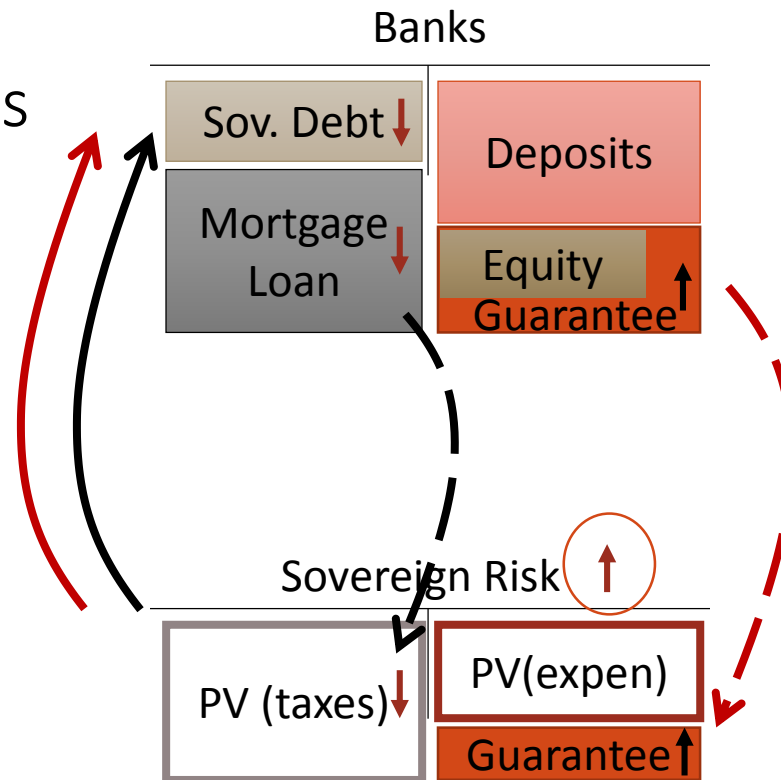 Banks
s
Sov. Debt
Deposits
Mortgage
Loan
Equity
Guarantee
Sovereign Risk
PV (taxes)
PV(expen)
Guarantee